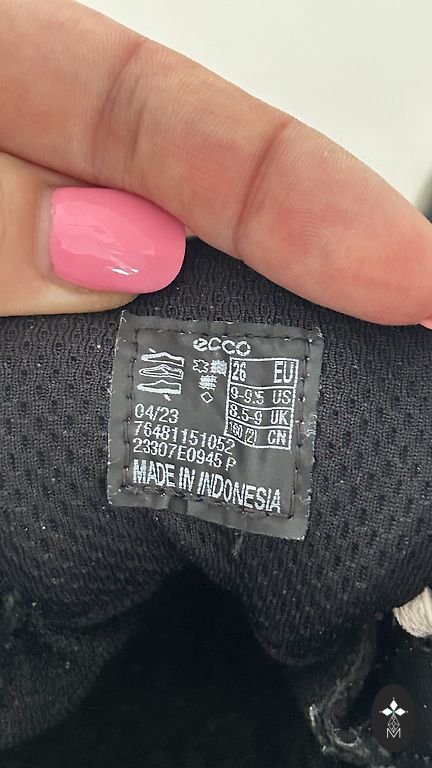 ecco
26 EU
9-9.5 US
8.5-9 UK
160(2) CN
04/23
76481151052
23307E0945 P
MADE IN INDONESIA
M